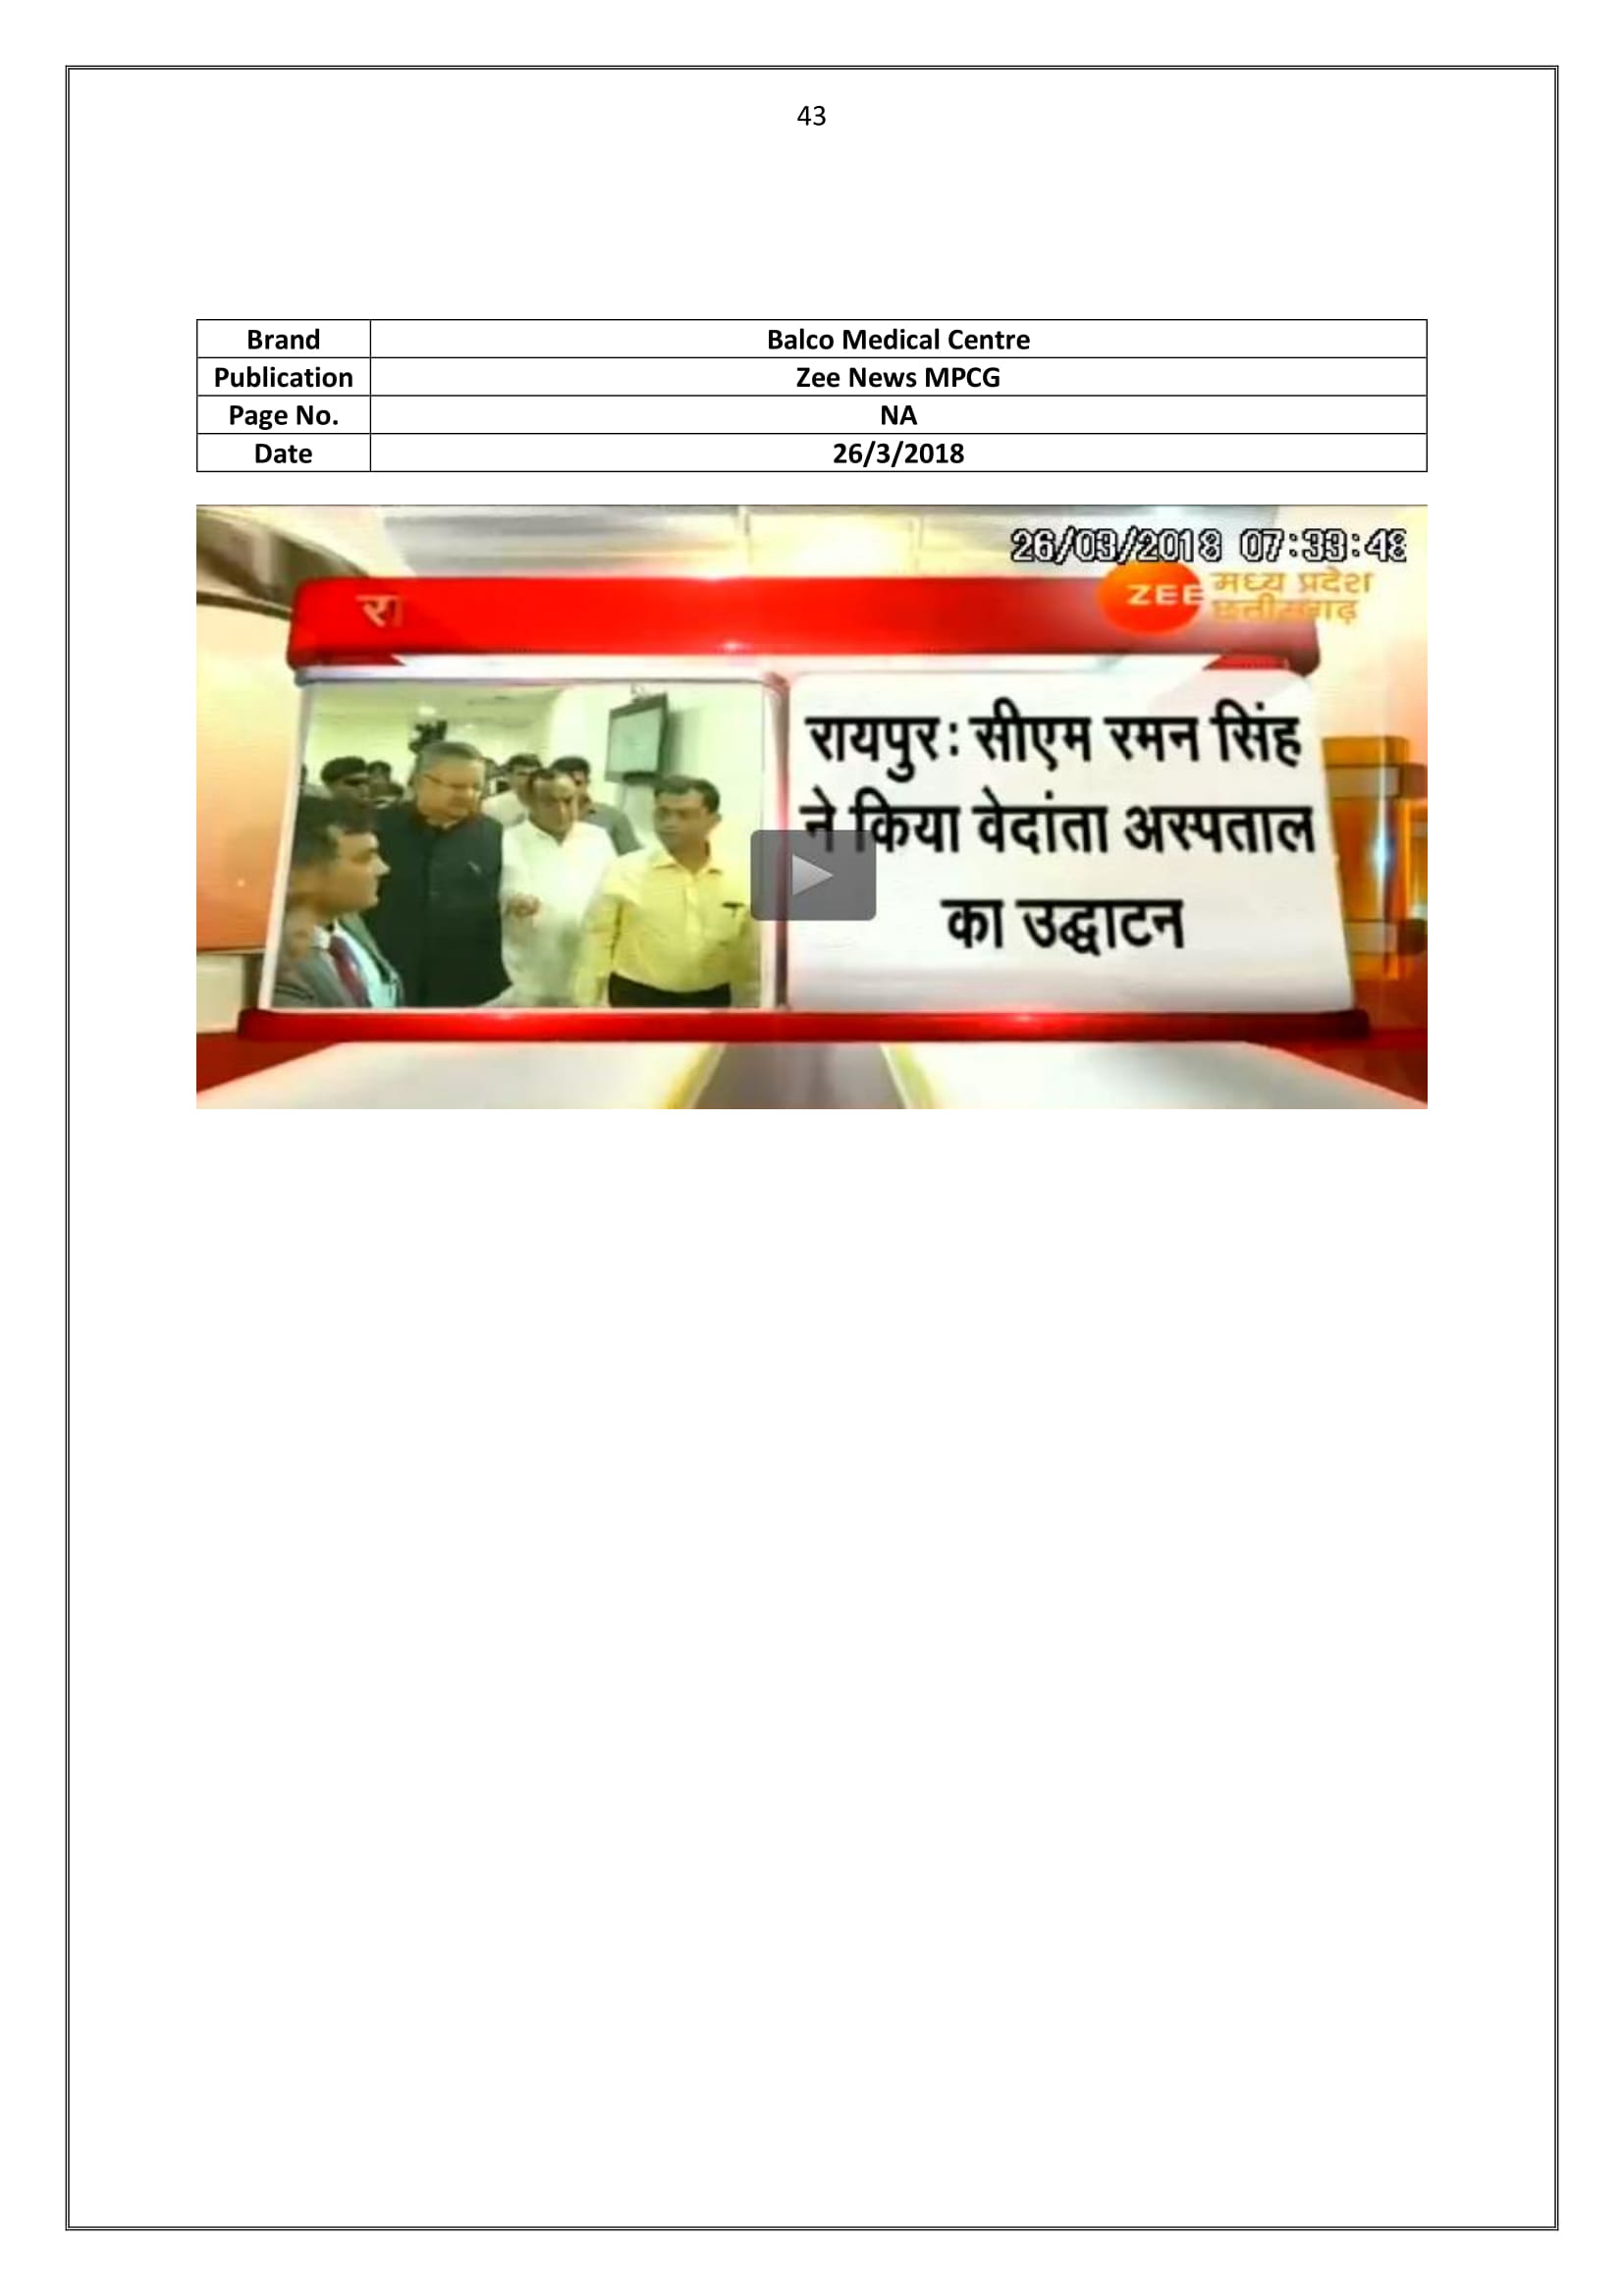 43
Brand Balco Medical Centre
Publication Zee News MPCG
Page No. NA
Date 26/3/2018
26/03/2018 07:33:48
रा
ZEE मध्य प्रदेश
छत्तीसगढ़
रायपुर: सीएम रमन सिंह
ने किया वेदांता अस्पताल
का उद्घाटन